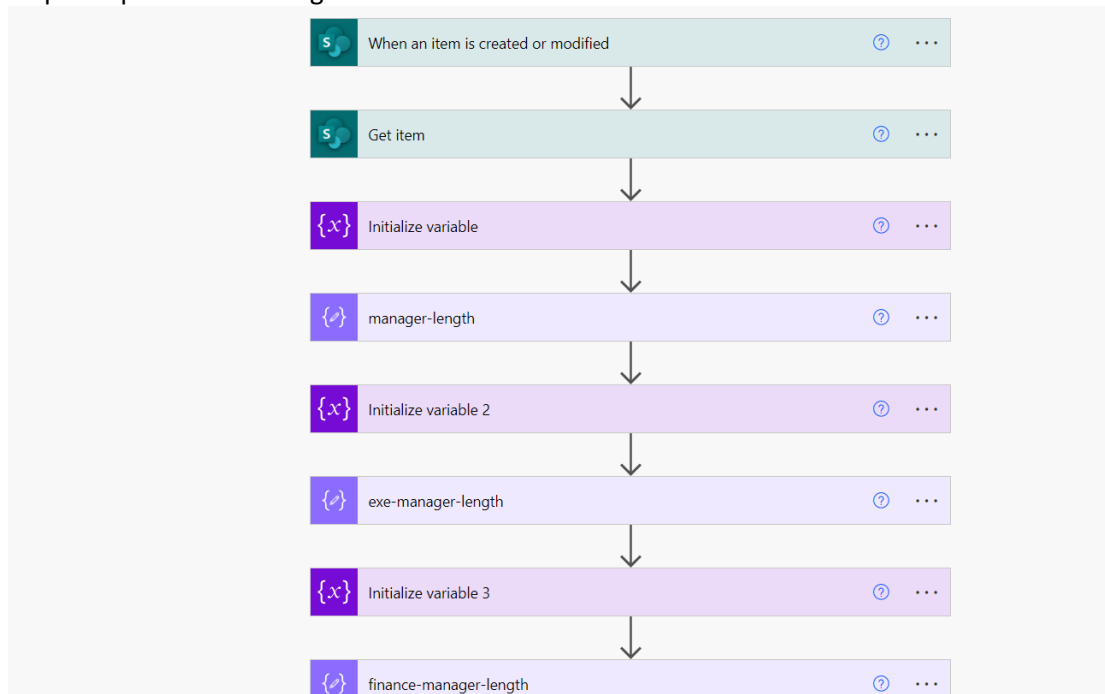 When an item is created or modified
Get item
{x} Initialize variable
manager-length
{x} Initialize variable 2
exe-manager-length
{x} Initialize variable 3
finance-manager-length